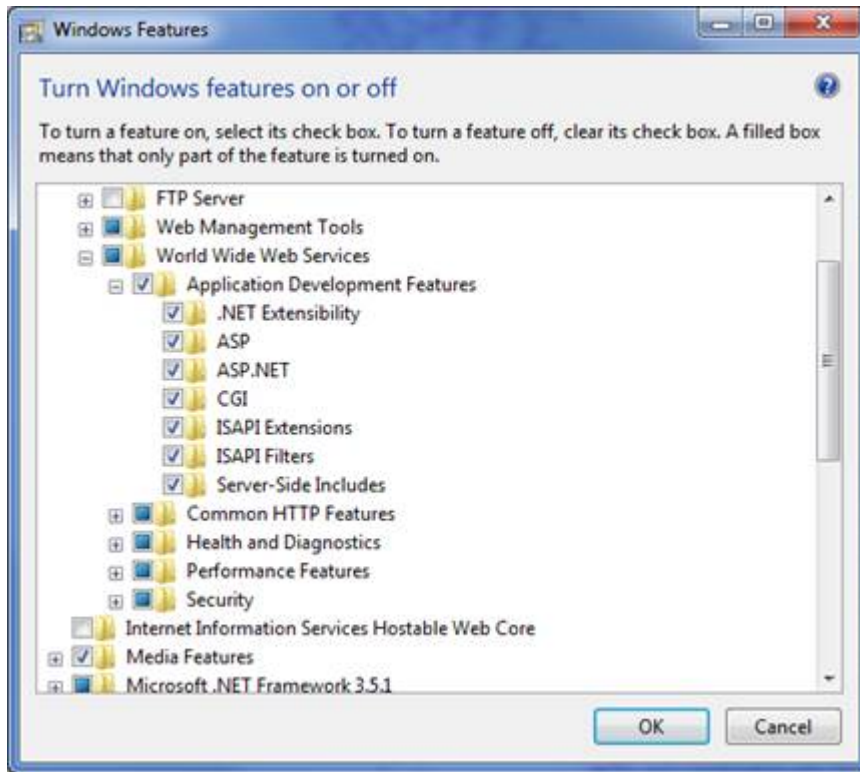 Windows Features
Turn Windows features on or off
To turn a feature on, select its check box. To turn a feature off, clear its check box. A filled box
means that only part of the feature is turned on.
FTP Server
Web Management Tools
World Wide Web Services
Application Development Features
.NET Extensibility
ASP
ASP.NET
CGI
ISAPI Extensions
ISAPI Filters
Server-Side Includes
Common HTTP Features
Health and Diagnostics
Performance Features
Security
Internet Information Services Hostable Web Core
Media Features
Microsoft .NET Framework 3.5.1
OK Cancel